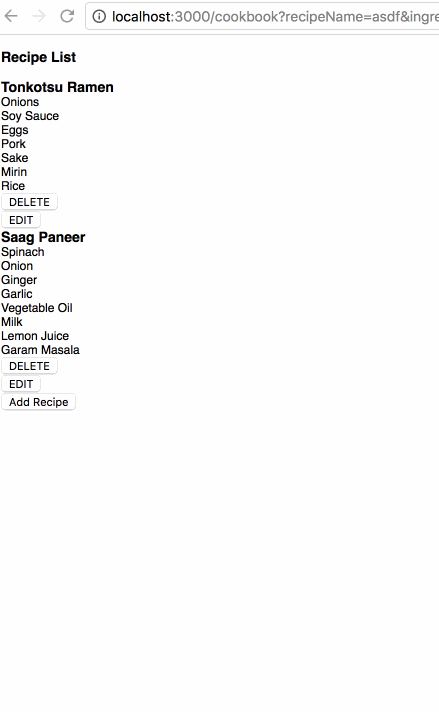 localhost:3000/cookbook?recipeName=asdf&ingre
Recipe List
Tonkotsu Ramen
Onions
Soy Sauce
Eggs
Pork
Sake
Mirin
Rice
DELETE
EDIT
Saag Paneer
Spinach
Onion
Ginger
Garlic
Vegetable Oil
Milk
Lemon Juice
Garam Masala
DELETE
EDIT
Add Recipe